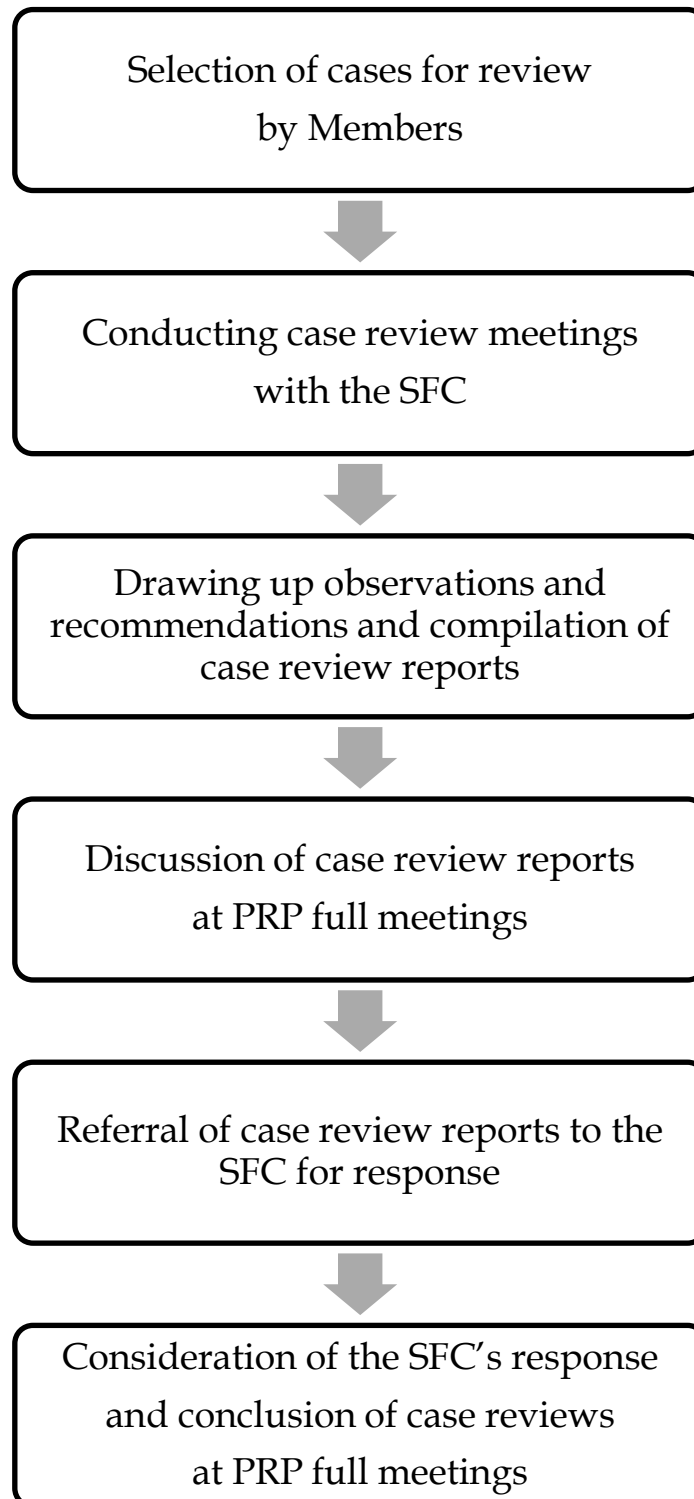 Selection of cases for review
by Members
Conducting case review meetings
with the SFC
Drawing up observations and
recommendations and compilation of
case review reports
Discussion of case review reports
at PRP full meetings
Referral of case review reports to the
SFC for response
Consideration of the SFC’s response
and conclusion of case reviews
at PRP full meetings